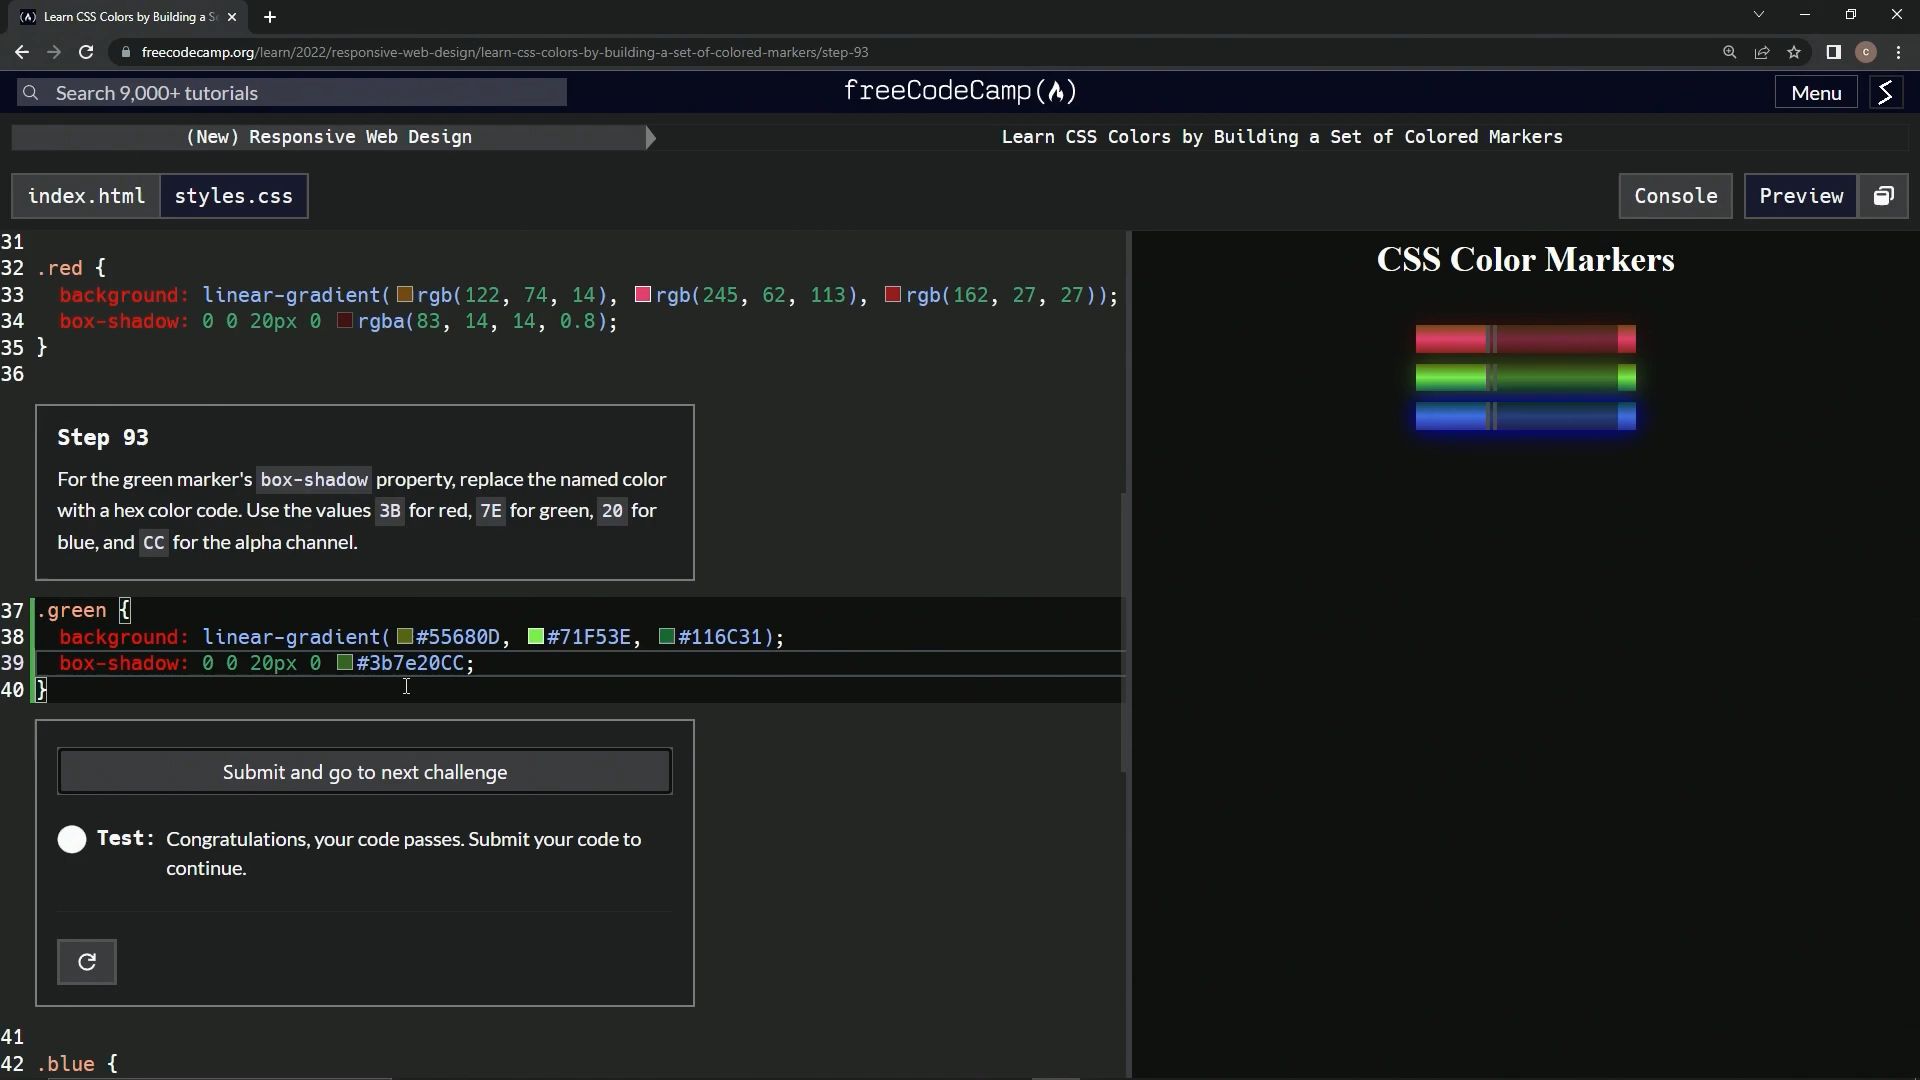 Learn CSS Colors by Building a S
freecodecamp.org/learn/2022/responsive-web-design/learn-css-colors-by-building-a-set-of-colored-markers/step-93
c
Search 9,000+ tutorials
freeCodeCamp(🔥)
Menu
(New) Responsive Web Design
Learn CSS Colors by Building a Set of Colored Markers
index.html
styles.css
Console
Preview
31
32 .red {
33 background: linear-gradient(rgb(122, 74, 14), rgb(245, 62, 113), rgb(162, 27, 27));
34 box-shadow: 0 0 20px 0 rgba(83, 14, 14, 0.8);
35 }
36
Step 93
For the green marker's box-shadow property, replace the named color
with a hex color code. Use the values 3B for red, 7E for green, 20 for
blue, and CC for the alpha channel.
37 .green {
38 background: linear-gradient(#55680D, #71F53E, #116C31);
39 box-shadow: 0 0 20px 0 #3b7e20CC;
40 }
Submit and go to next challenge
Test: Congratulations, your code passes. Submit your code to
continue.
41
42 .blue {
CSS Color Markers